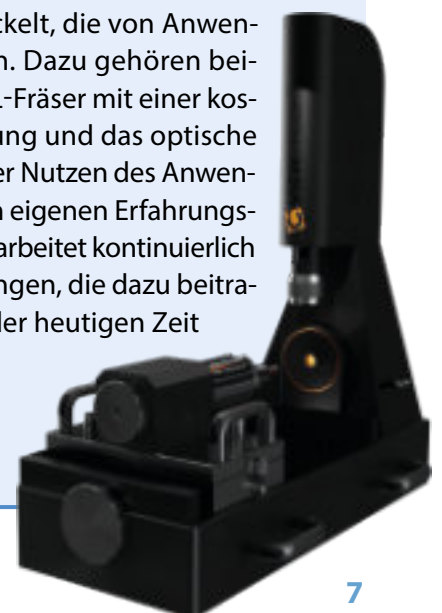 ckelt, die von Anwen-
n. Dazu gehören bei-
-Fräser mit einer kos-
ung und das optische
er Nutzen des Anwen-
n eigenen Erfahrungs-
arbeitet kontinuierlich
ngen, die dazu beitra-
der heutigen Zeit
7